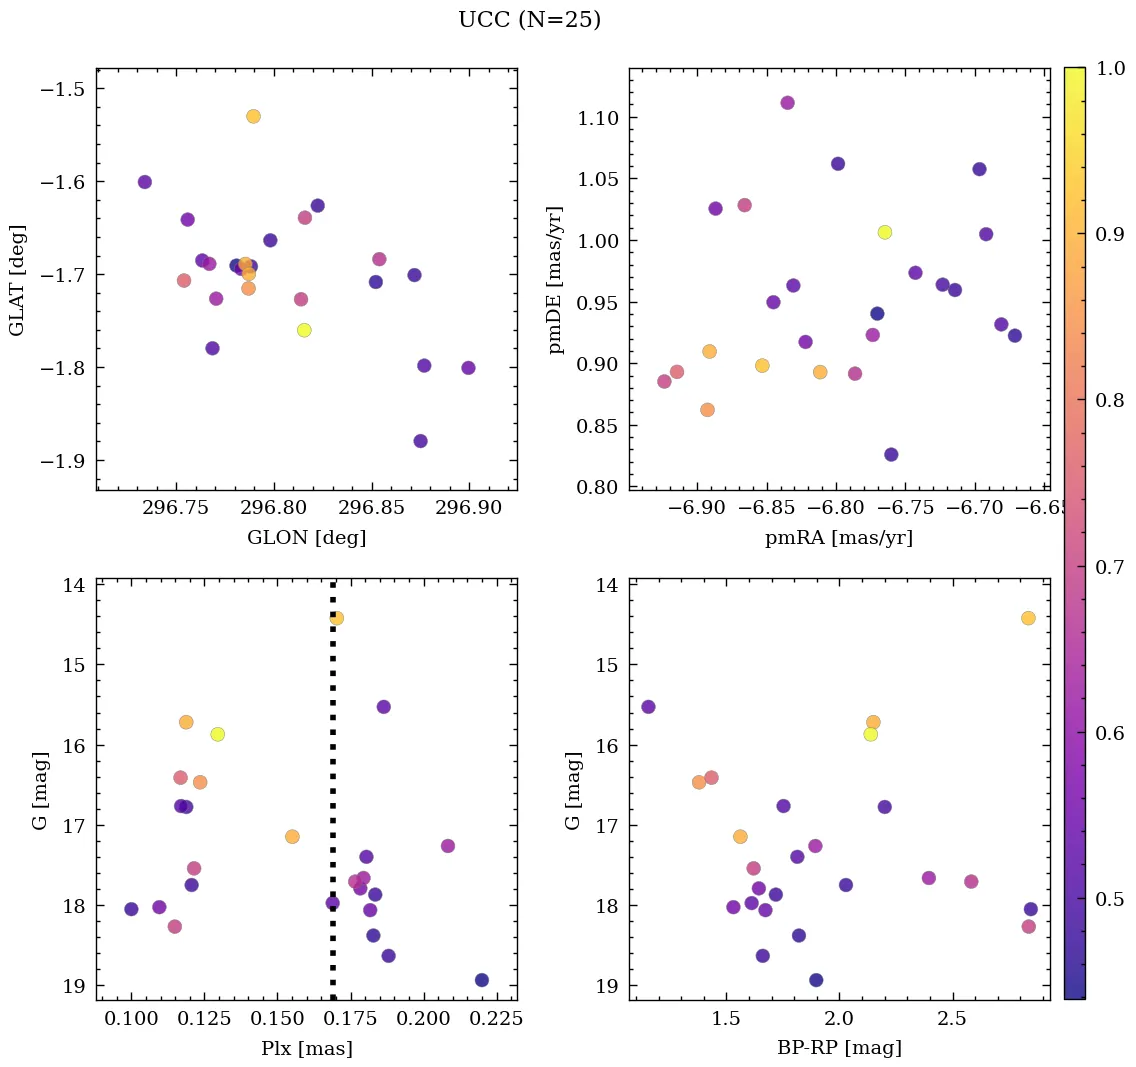 UCC (N=25)
−1.5
−1.6
−1.7
−1.8
−1.9
GLAT [deg]
296.75 296.80 296.85 296.90
GLON [deg]
1.10
1.05
1.00
0.95
0.90
0.85
0.80
pmDE [mas/yr]
−6.90 −6.85 −6.80 −6.75 −6.70 −6.65
pmRA [mas/yr]
14
15
16
17
18
19
G [mag]
0.100 0.125 0.150 0.175 0.200 0.225
Plx [mas]
14
15
16
17
18
19
G [mag]
1.5 2.0 2.5
BP-RP [mag]
1.0
0.9
0.8
0.7
0.6
0.5